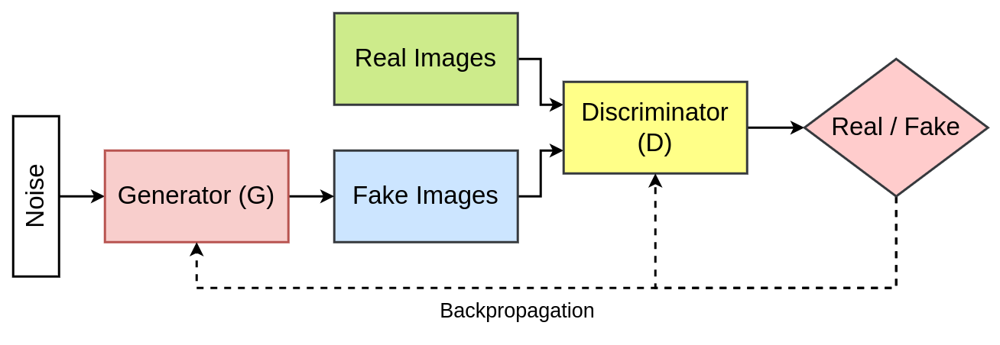 Real Images
Discriminator
(D)
Real / Fake
Noise
Generator (G)
Fake Images
Backpropagation